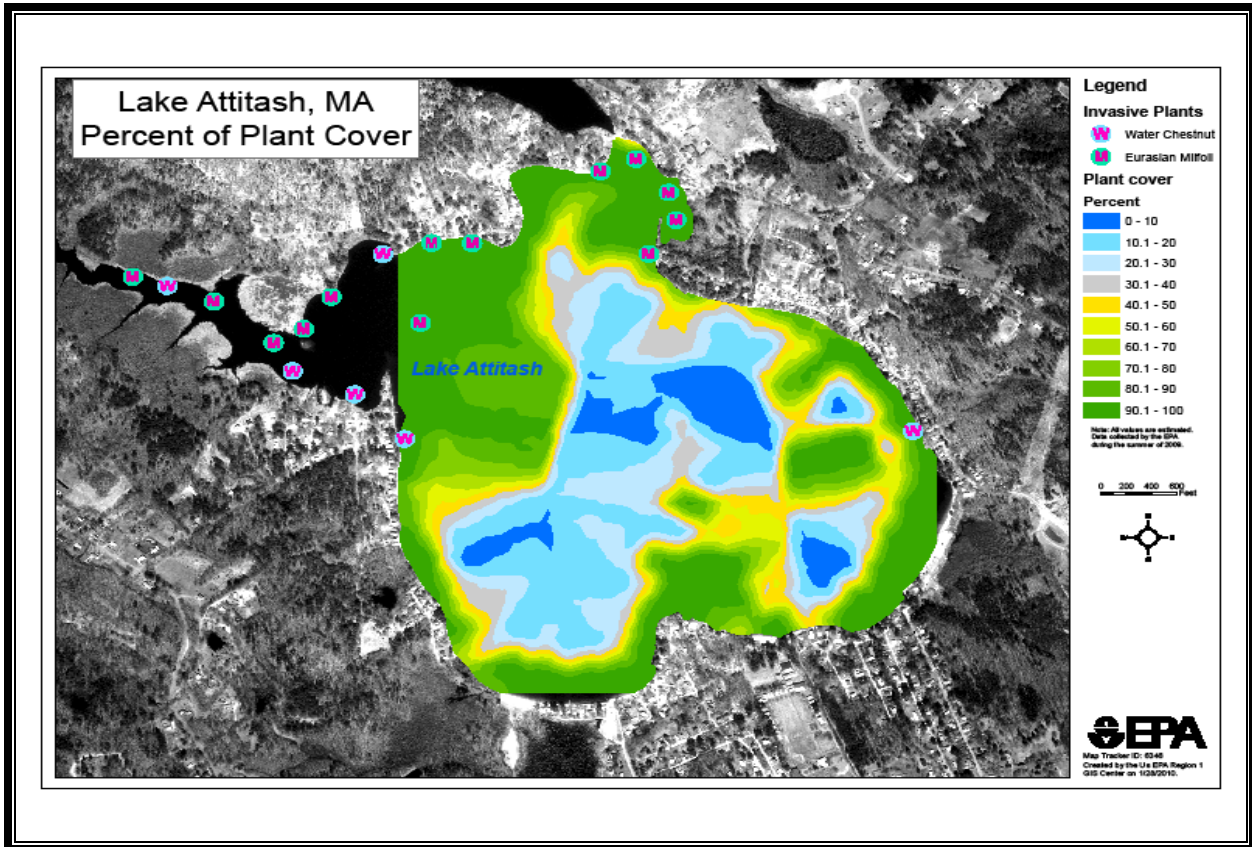 Lake Attitash, MA
Percent of Plant Cover
M
M
M
M
M
M
M
W
W
M
M
W
M
M
M
M
Lake Attitash
W
W
W
W
Legend
Invasive Plants
W Water Chestnut
M Eurasian Milfoil
Plant cover
Percent
0 - 10
10.1 - 20
20.1 - 30
30.1 - 40
40.1 - 50
50.1 - 60
60.1 - 70
70.1 - 80
80.1 - 90
90.1 - 100
Note: All values are estimated.
Data collected by the EPA
during the summer of 2009.
0 200 400 600
Feet
EPA
Map Tracker ID: 6346
Created by the Us EPA Region 1
GIS Center on 1/28/2010.